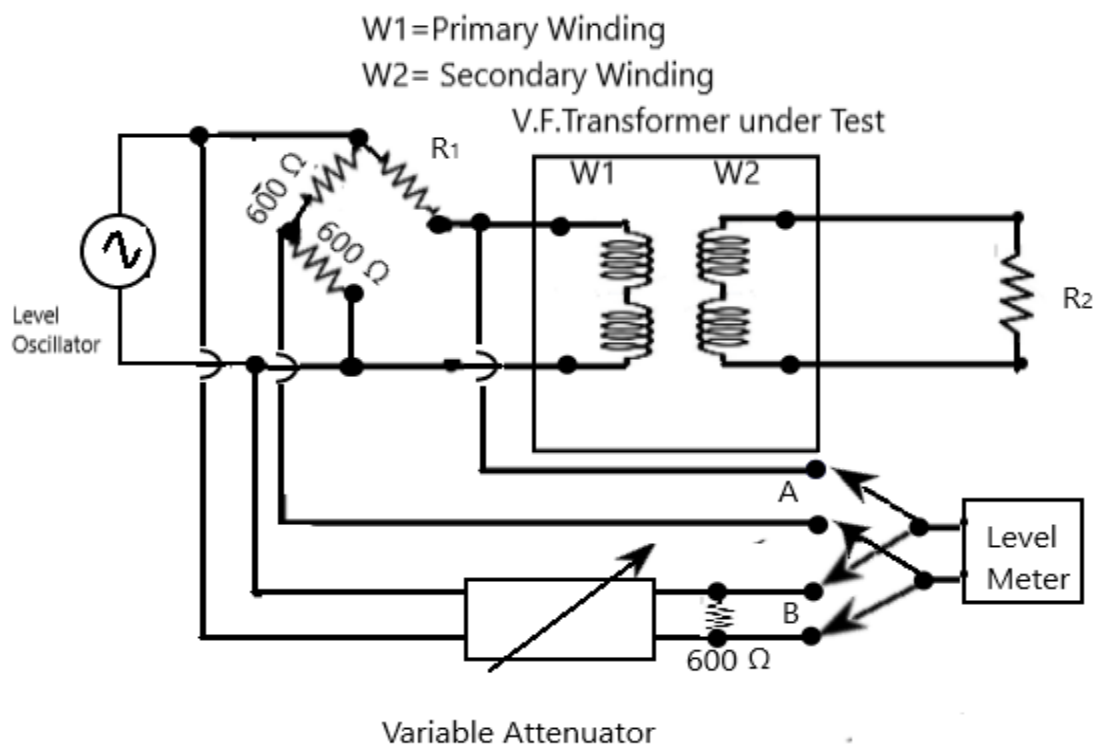 W1=Primary Winding
W2= Secondary Winding
V.F.Transformer under Test
R1
W1
W2
600 Ω
600 Ω
R2
Level
Oscillator
A
Level
Meter
B
600 Ω
Variable Attenuator